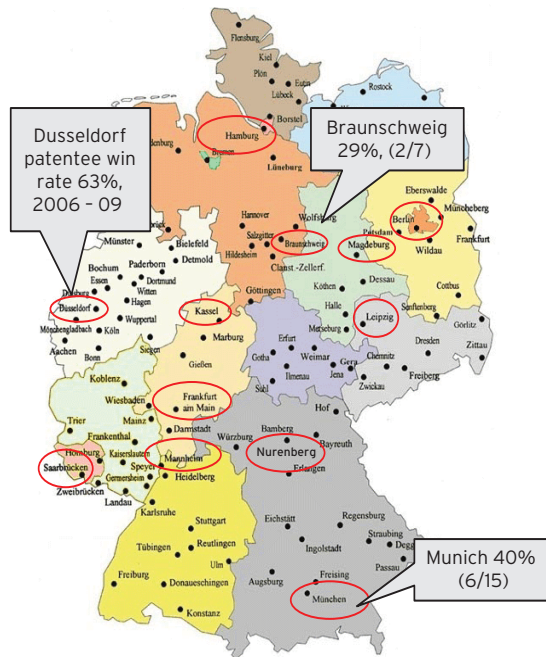 Flensburg
Kiel
Plön
Eutin
Lübeck
Rostock
Borstel
Hamburg
Bremen
Lüneburg
Dusseldorf
patentee win
rate 63%,
2006 - 09
Braunschweig
29%, (2/7)
Eberswalde
Müncheberg
Berlin
Potsdam
Frankfurt
Wildau
Hannover
Wolfsburg
Salzgitter
Braunschweig
Magdeburg
Hildesheim
Claust.-Zellerf.
Münster
Bielefeld
Detmold
Paderborn
Bochum
Dortmund
Essen
Witten
Duisburg
Hagen
Düsseldorf
Wuppertal
Mönchengladbach
Köln
Aachen
Bonn
Siegen
Göttingen
Dessau
Köthen
Cottbus
Halle
Leipzig
Senftenberg
Merseburg
Görlitz
Kassel
Marburg
Gießen
Erfurt
Gotha
Weimar
Gera
Jena
Ilmenau
Suhl
Chemnitz
Dresden
Zittau
Zwickau
Freiberg
Koblenz
Wiesbaden
Frankfurt
am Main
Hof
Mainz
Trier
Darmstadt
Bamberg
Bayreuth
Würzburg
Frankenthal
Nurenberg
Homburg
Kaiserslautern
Mannheim
Saarbrücken
Speyer
Erlangen
Zweibrücken
Germersheim
Heidelberg
Landau
Karlsruhe
Stuttgart
Eichstätt
Regensburg
Straubing
Degg
Tübingen
Reutlingen
Ingolstadt
Passau
Ulm
Freising
Augsburg
Freiburg
Donaueschingen
München
Konstanz
Munich 40%
(6/15)